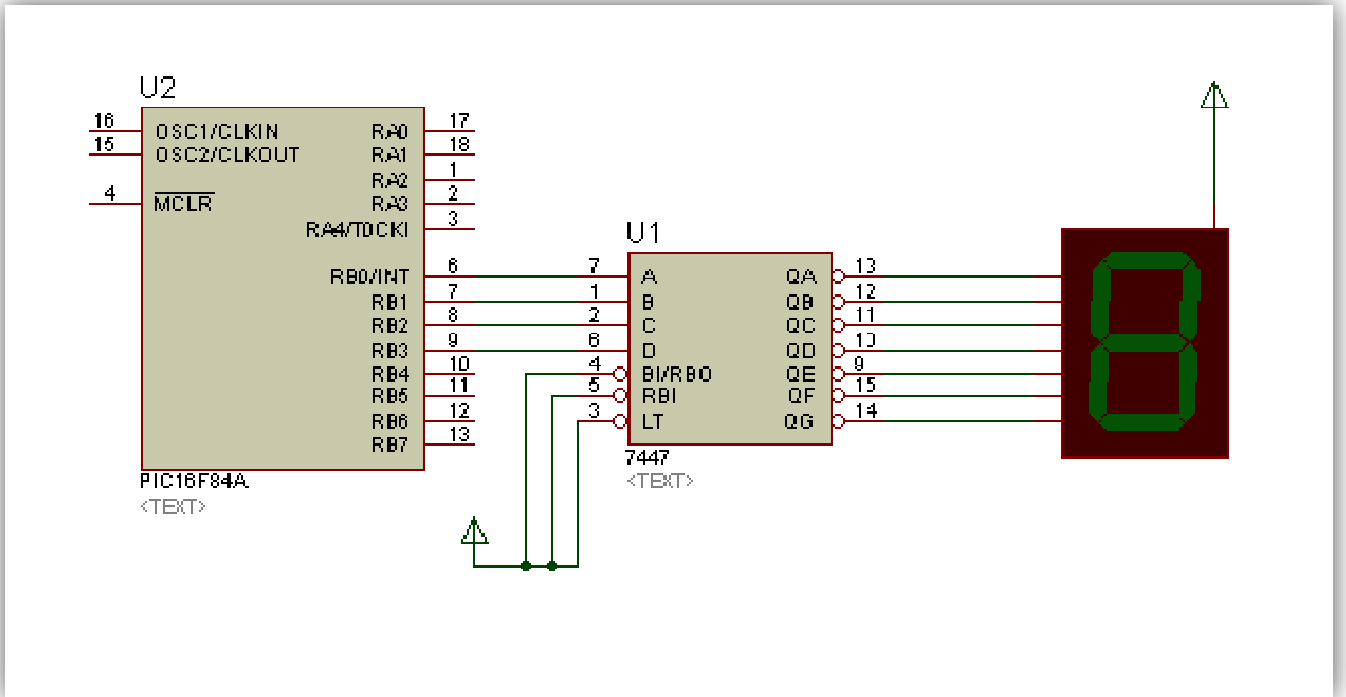 U2
16
OSC1/CLKIN
RA0
17
15
OSC2/CLKOUT
RA1
18
RA2
1
4
MCLR
RA3
2
RA4/T0CKI
3
RB0/INT
6
RB1
7
RB2
8
RB3
9
RB4
10
RB5
11
RB6
12
RB7
13
PIC16F84A
<TEXT>
U1
7
A
QA
13
1
B
QB
12
2
C
QC
11
6
D
QD
10
4
BI/RBO
QE
9
5
RBI
QF
15
3
LT
QG
14
7447
<TEXT>